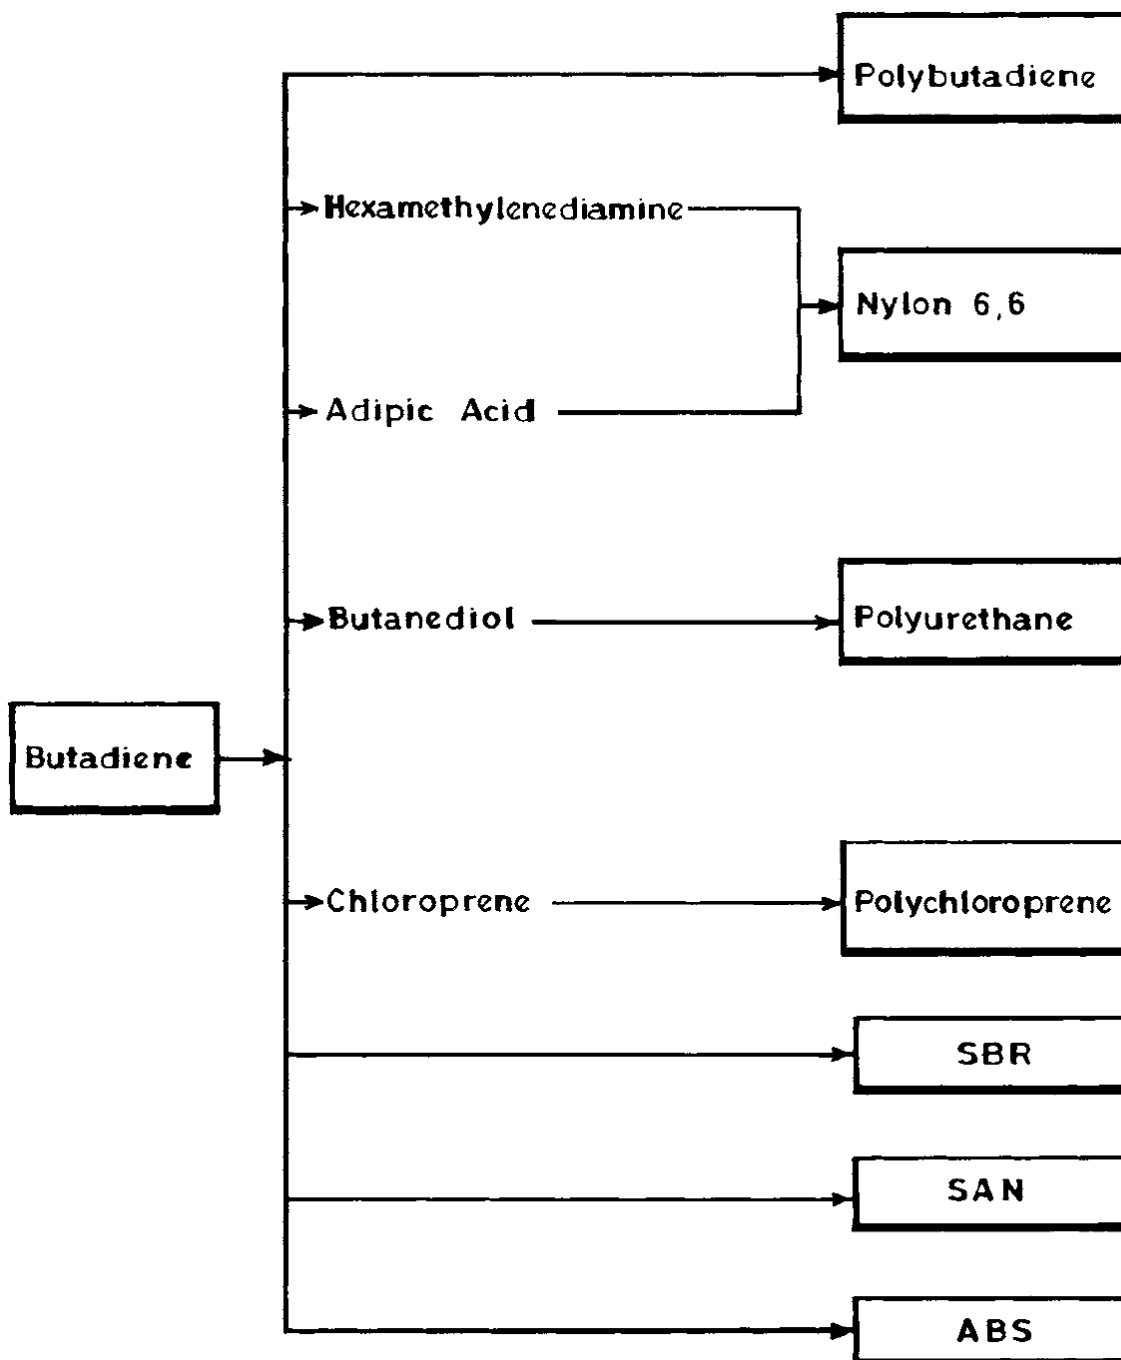 Polybutadiene
Hexamethylenediamine
Nylon 6,6
Adipic Acid
Butanediol
Polyurethane
Butadiene
Chloroprene
Polychloroprene
SBR
SAN
ABS